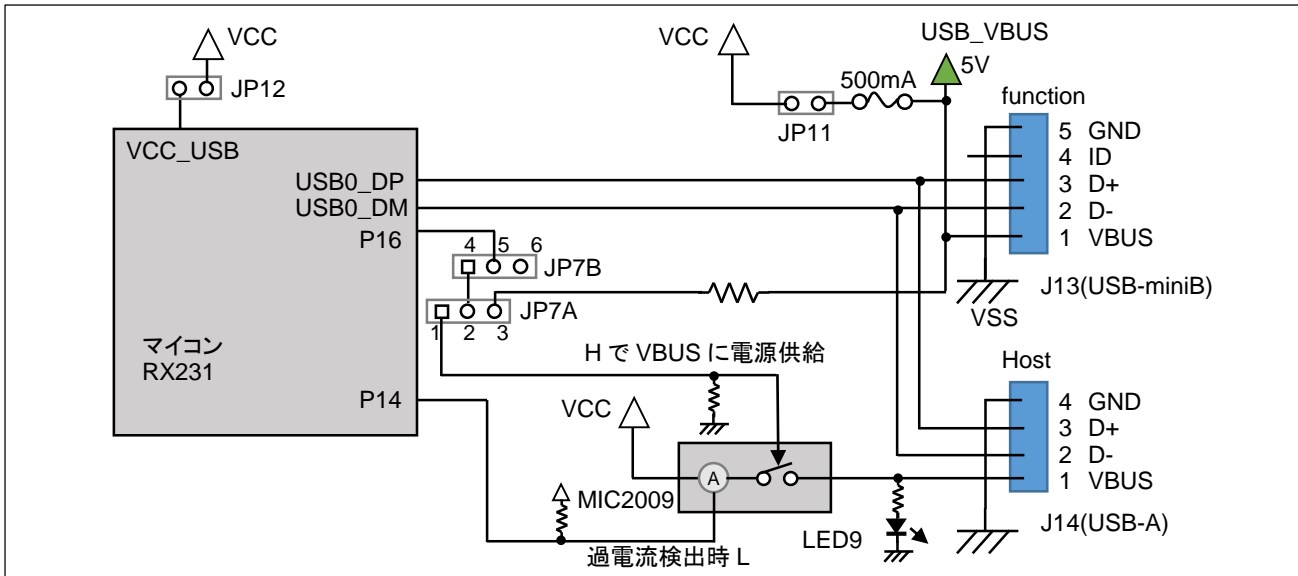 VCC
JP12
VCC_USB
USB0_DP
USB0_DM
P16
マイコン
RX231
P14
4 5 6
JP7B
JP7A
1 2 3
VCC
JP11
500mA
USB_VBUS
5V
function
5 GND
4 ID
3 D+
2 D-
1 VBUS
J13(USB-miniB)
VSS
H で VBUS に電源供給
VCC
A
MIC2009
過電流検出時 L
LED9
Host
4 GND
3 D+
2 D-
1 VBUS
J14(USB-A)